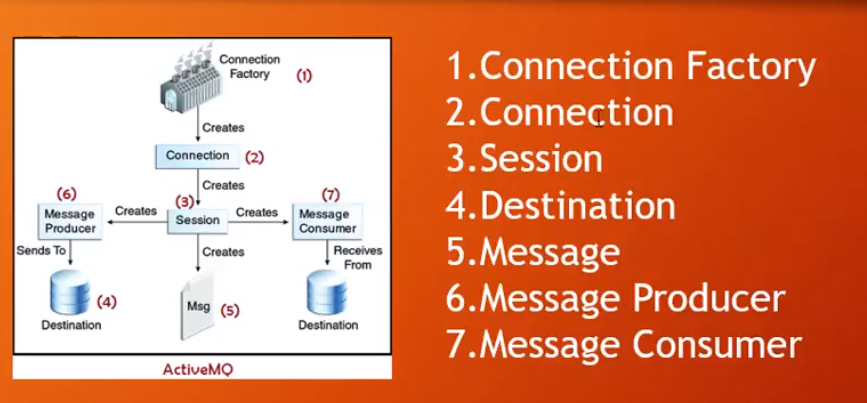 Connection
Factory
(1)
Creates
Connection
(2)
Creates
(6)
(3)
(7)
Message
Producer
Creates
Session
Creates
Message
Consumer
Sends To
Creates
Receives
From
(4)
Msg
(5)
Destination
Destination
ActiveMQ
1.Connection Factory
2.Connection
3.Session
4.Destination
5.Message
6.Message Producer
7.Message Consumer